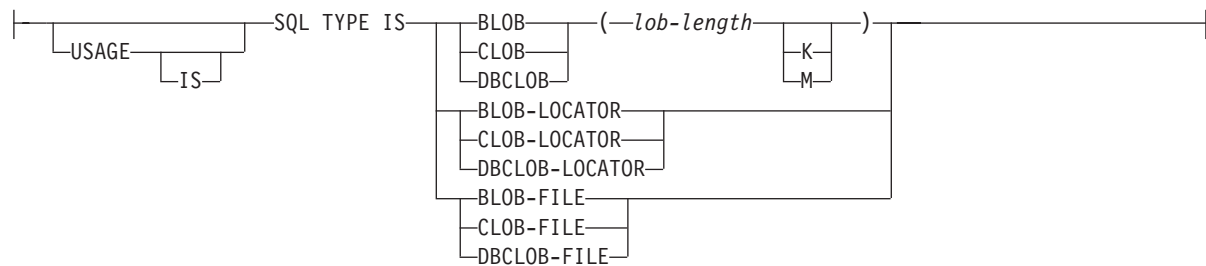 SQL TYPE IS BLOB ( lob-length )
USAGE CLOB K
IS DBCLOB M
BLOB-LOCATOR
CLOB-LOCATOR
DBCLOB-LOCATOR
BLOB-FILE
CLOB-FILE
DBCLOB-FILE